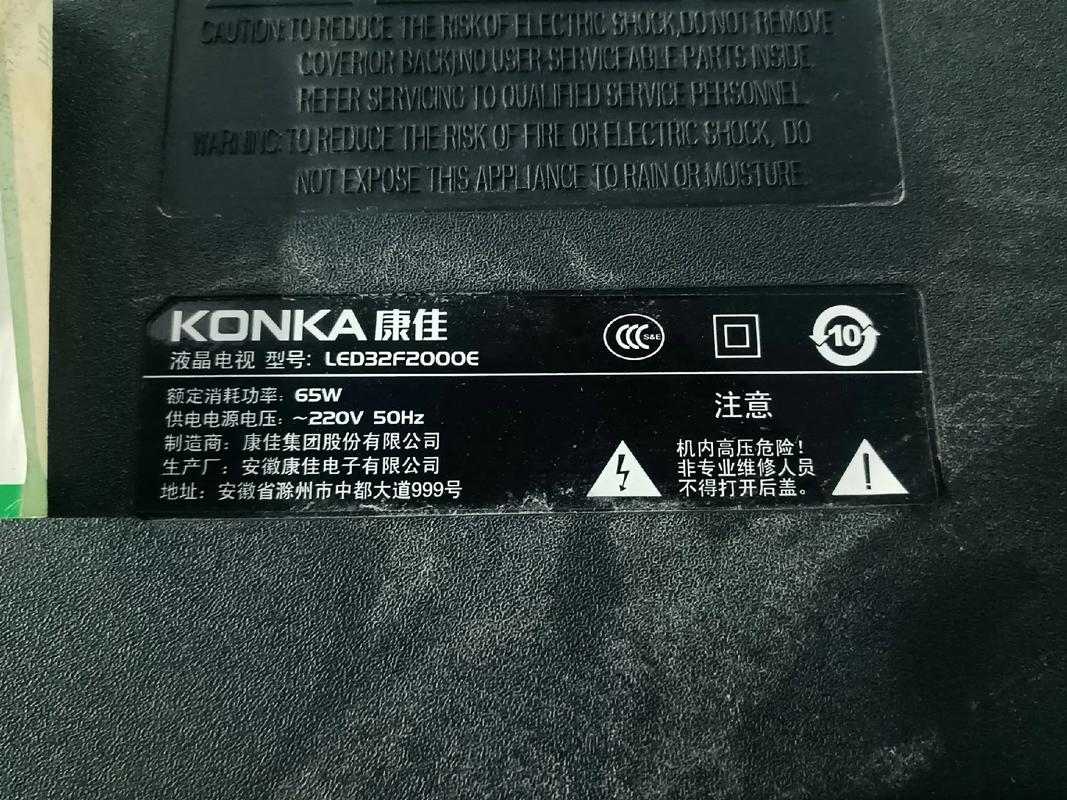 CAUTION: TO REDUCE THE RISK OF ELECTRIC SHOCK, DO NOT REMOVE
COVER(OR BACK)NO USER-SERVICEABLE PARTS INSIDE.
REFER SERVICING TO QUALIFIED SERVICE PERSONNEL.
WARNING: TO REDUCE THE RISK OF FIRE OR ELECTRIC SHOCK, DO
NOT EXPOSE THIS APPLIANCE TO RAIN OR MOISTURE.
KONKA 康佳
液晶电视 型号: LED32F2000E
CCC S&E
10
额定消耗功率: 65W
供电电源电压: ~220V 50Hz
制造商: 康佳集团股份有限公司
生产厂: 安徽康佳电子有限公司
地址: 安徽省滁州市中都大道999号
注意
机内高压危险!
非专业维修人员
不得打开后盖。